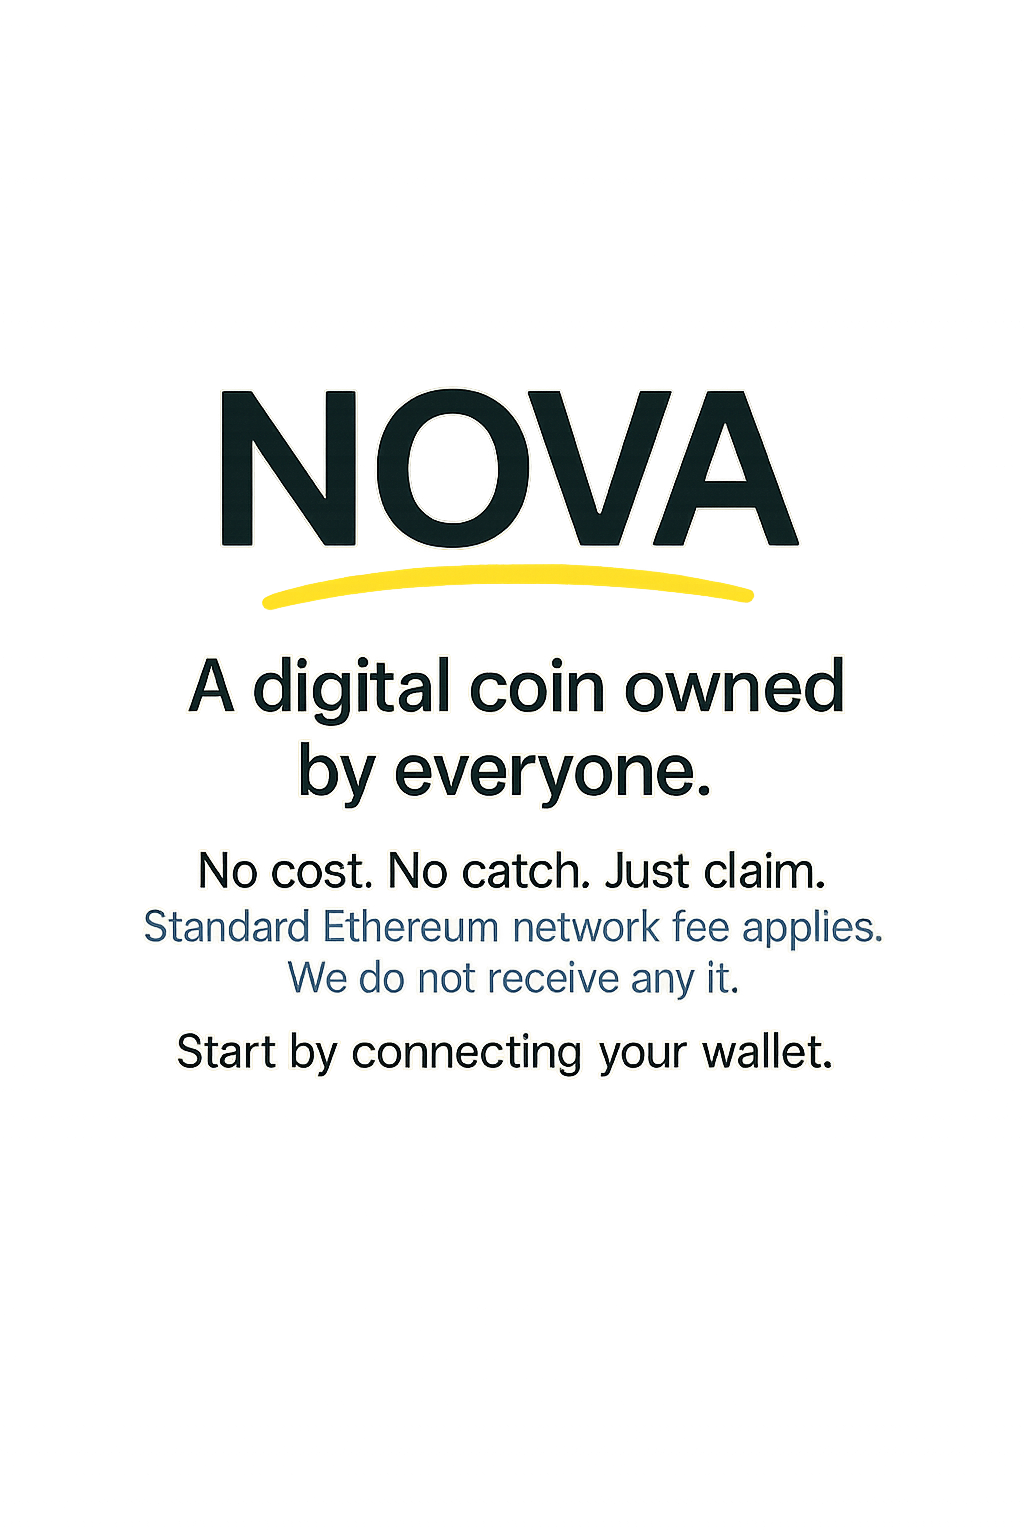 NOVA
A digital coin owned
by everyone.
No cost. No catch. Just claim.
Standard Ethereum network fee applies.
We do not receive any it.
Start by connecting your wallet.